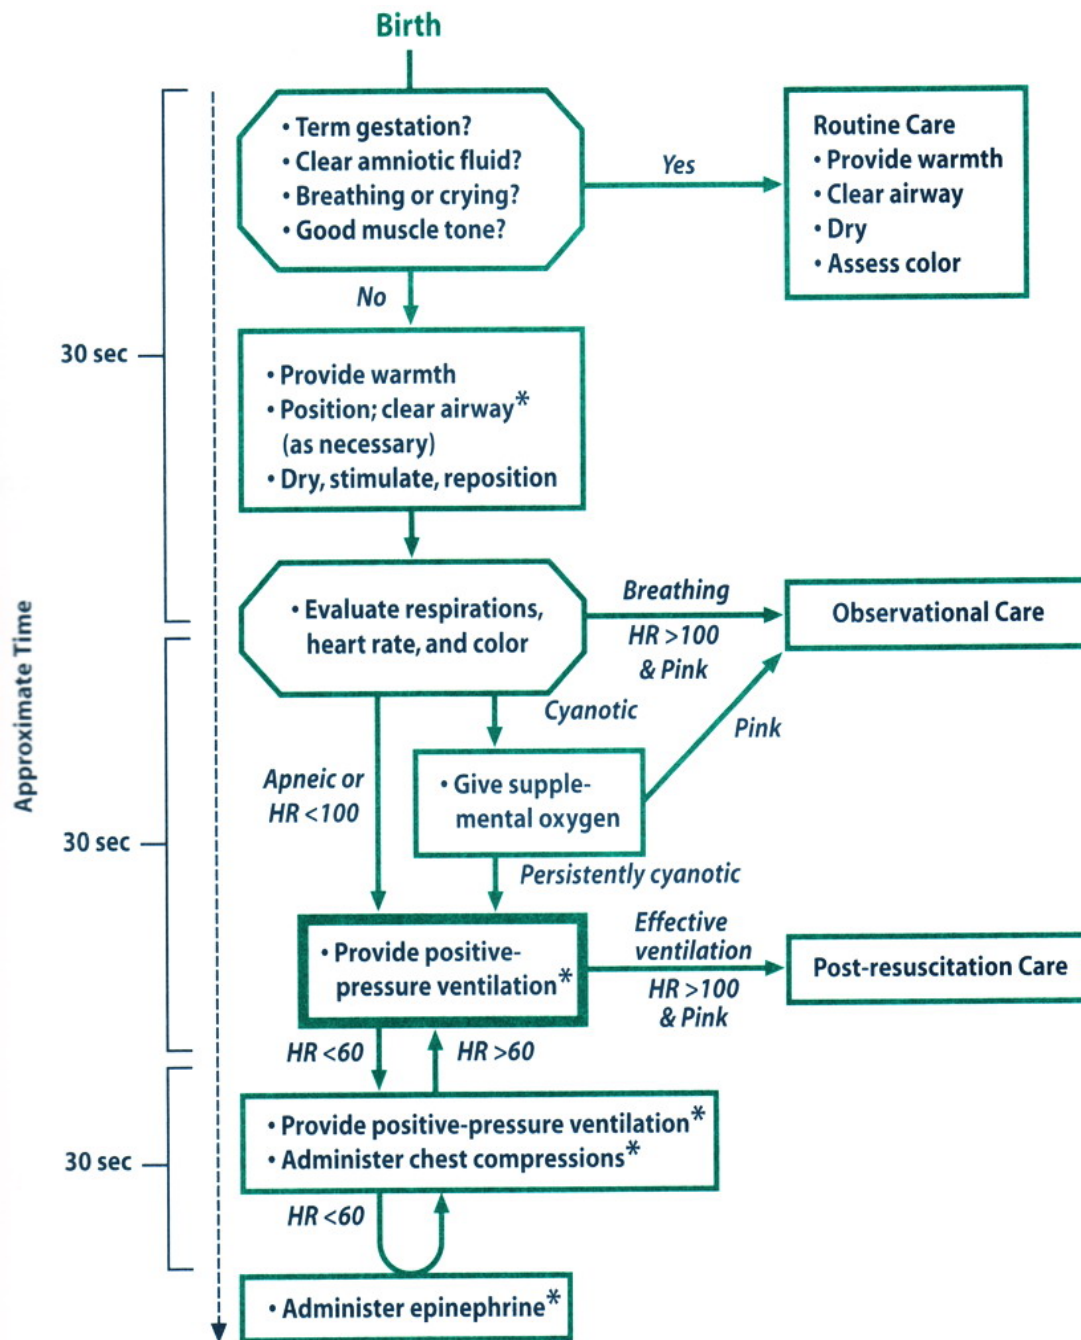 Birth
• Term gestation?
• Clear amniotic fluid?
• Breathing or crying?
• Good muscle tone?
Yes
Routine Care
• Provide warmth
• Clear airway
• Dry
• Assess color
No
30 sec
• Provide warmth
• Position; clear airway*
(as necessary)
• Dry, stimulate, reposition
Approximate Time
• Evaluate respirations,
heart rate, and color
Breathing
HR >100
& Pink
Observational Care
Cyanotic
Pink
Apneic or
HR <100
• Give supple-
mental oxygen
30 sec
Persistently cyanotic
• Provide positive-
pressure ventilation*
Effective
ventilation
HR >100
& Pink
Post-resuscitation Care
HR <60
HR >60
• Provide positive-pressure ventilation*
• Administer chest compressions*
30 sec
HR <60
• Administer epinephrine*